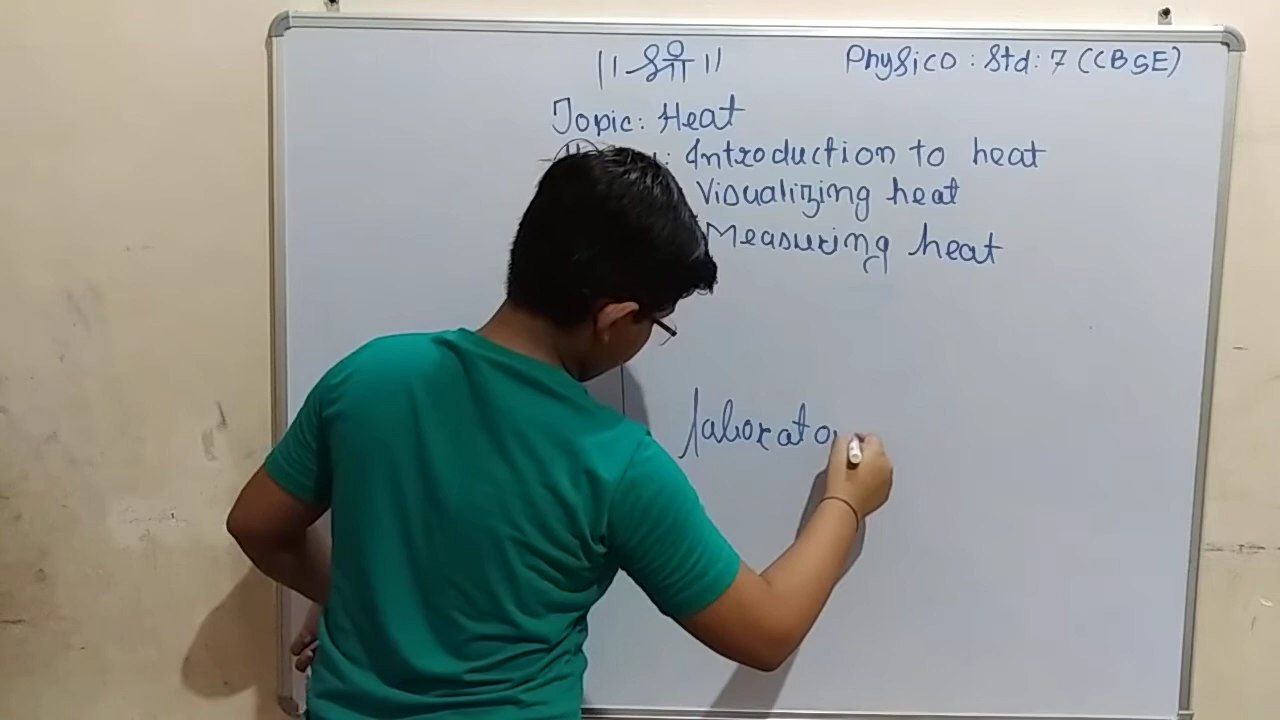 ॥ श्री ॥
Physics : Std: 7 (CBSE)
Topic: Heat
Introduction to heat
Visualizing heat
Measuring heat
laborato